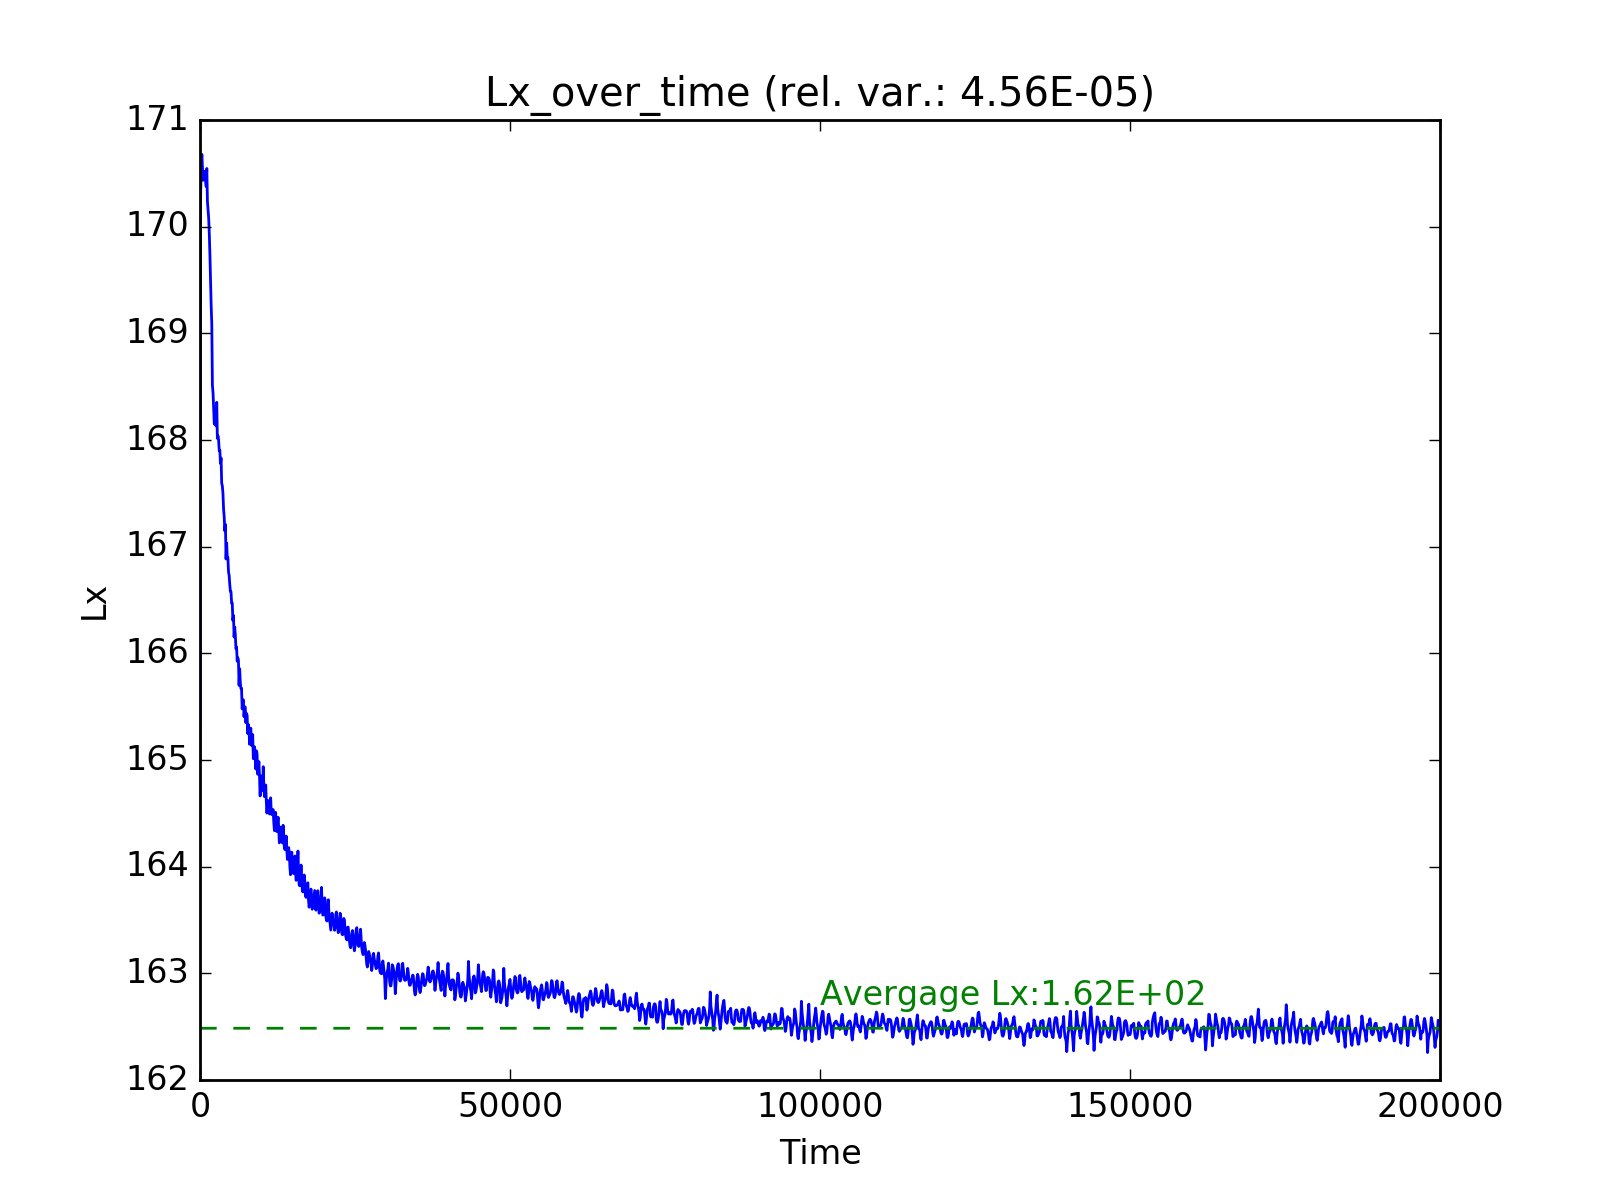 Lx_over_time (rel. var.: 4.56E-05)
171
170
169
168
167
166
165
164
163
162
Lx
Avergage Lx:1.62E+02
0 50000 100000 150000 200000
Time